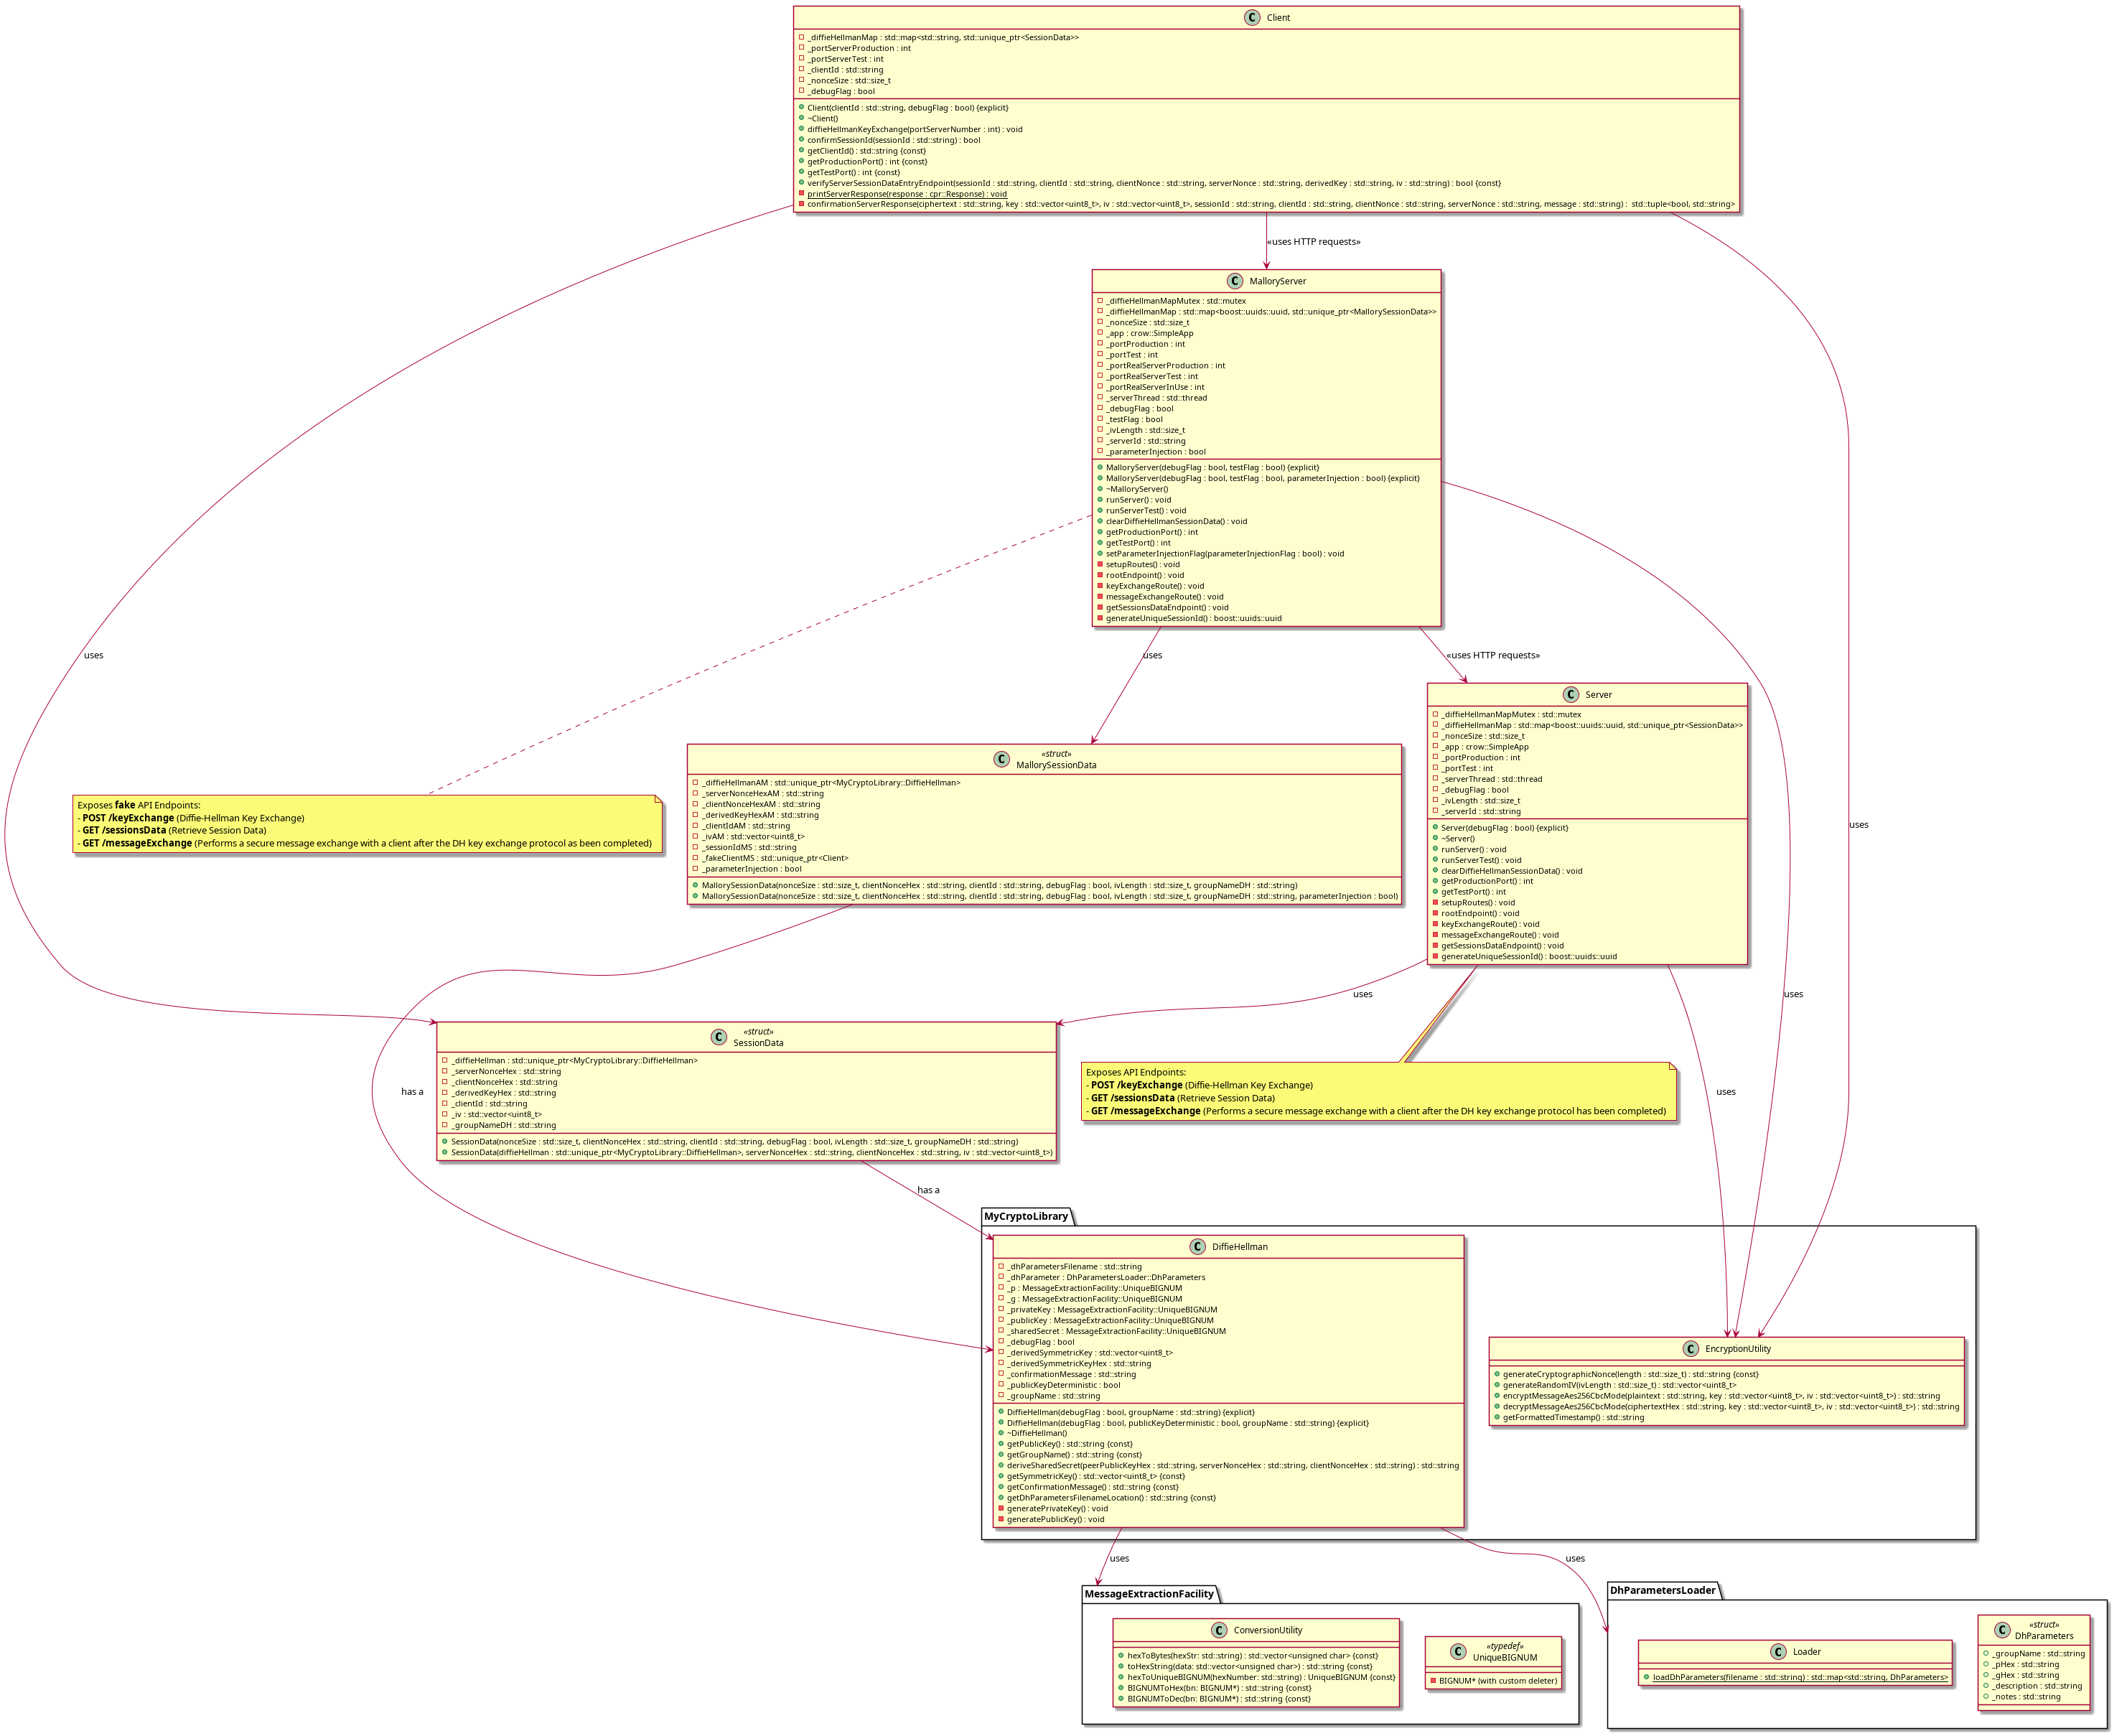 Client
_diffieHellmanMap : std::map<std::string, std::unique_ptr<SessionData>>
_portServerProduction : int
_portServerTest : int
_clientId : std::string
_nonceSize : std::size_t
_debugFlag : bool
Client(clientId : std::string, debugFlag : bool) {explicit}
~Client()
diffieHellmanKeyExchange(portServerNumber : int) : void
confirmSessionId(sessionId : std::string) : bool
getClientId() : std::string {const}
getProductionPort() : int {const}
getTestPort() : int {const}
verifyServerSessionDataEntryEndpoint(sessionId : std::string, clientId : std::string, clientNonce : std::string, serverNonce : std::string, derivedKey : std::string, iv : std::string) : bool {const}
printServerResponse(response : cpr::Response) : void
confirmationServerResponse(ciphertext : std::string, key : std::vector<uint8_t>, iv : std::vector<uint8_t>, sessionId : std::string, clientId : std::string, clientNonce : std::string, serverNonce : std::string, message : std::string) :  std::tuple<bool, std::string>
«uses HTTP requests»
MalloryServer
_diffieHellmanMapMutex : std::mutex
_diffieHellmanMap : std::map<boost::uuids::uuid, std::unique_ptr<MallorySessionData>>
_nonceSize : std::size_t
_app : crow::SimpleApp
_portProduction : int
_portTest : int
_portRealServerProduction : int
_portRealServerTest : int
_portRealServerInUse : int
_serverThread : std::thread
_debugFlag : bool
_testFlag : bool
_ivLength : std::size_t
_serverId : std::string
_parameterInjection : bool
MalloryServer(debugFlag : bool, testFlag : bool) {explicit}
MalloryServer(debugFlag : bool, testFlag : bool, parameterInjection : bool) {explicit}
~MalloryServer()
runServer() : void
runServerTest() : void
clearDiffieHellmanSessionData() : void
getProductionPort() : int
getTestPort() : int
setParameterInjectionFlag(parameterInjectionFlag : bool) : void
setupRoutes() : void
rootEndpoint() : void
keyExchangeRoute() : void
messageExchangeRoute() : void
getSessionsDataEndpoint() : void
generateUniqueSessionId() : boost::uuids::uuid
uses
uses
«uses HTTP requests»
Server
_diffieHellmanMapMutex : std::mutex
_diffieHellmanMap : std::map<boost::uuids::uuid, std::unique_ptr<SessionData>>
_nonceSize : std::size_t
_app : crow::SimpleApp
_portProduction : int
_portTest : int
_serverThread : std::thread
_debugFlag : bool
_ivLength : std::size_t
_serverId : std::string
Server(debugFlag : bool) {explicit}
~Server()
runServer() : void
runServerTest() : void
clearDiffieHellmanSessionData() : void
getProductionPort() : int
getTestPort() : int
setupRoutes() : void
rootEndpoint() : void
keyExchangeRoute() : void
messageExchangeRoute() : void
getSessionsDataEndpoint() : void
generateUniqueSessionId() : boost::uuids::uuid
«struct»
MallorySessionData
_diffieHellmanAM : std::unique_ptr<MyCryptoLibrary::DiffieHellman>
_serverNonceHexAM : std::string
_clientNonceHexAM : std::string
_derivedKeyHexAM : std::string
_clientIdAM : std::string
_ivAM : std::vector<uint8_t>
_sessionIdMS : std::string
_fakeClientMS : std::unique_ptr<Client>
_parameterInjection : bool
MallorySessionData(nonceSize : std::size_t, clientNonceHex : std::string, clientId : std::string, debugFlag : bool, ivLength : std::size_t, groupNameDH : std::string)
MallorySessionData(nonceSize : std::size_t, clientNonceHex : std::string, clientId : std::string, debugFlag : bool, ivLength : std::size_t, groupNameDH : std::string, parameterInjection : bool)
Exposes fake API Endpoints:
- POST /keyExchange (Diffie-Hellman Key Exchange)
- GET /sessionsData (Retrieve Session Data)
- GET /messageExchange (Performs a secure message exchange with a client after the DH key exchange protocol as been completed)
uses
uses
uses
«struct»
SessionData
_diffieHellman : std::unique_ptr<MyCryptoLibrary::DiffieHellman>
_serverNonceHex : std::string
_clientNonceHex : std::string
_derivedKeyHex : std::string
_clientId : std::string
_iv : std::vector<uint8_t>
_groupNameDH : std::string
SessionData(nonceSize : std::size_t, clientNonceHex : std::string, clientId : std::string, debugFlag : bool, ivLength : std::size_t, groupNameDH : std::string)
SessionData(diffieHellman : std::unique_ptr<MyCryptoLibrary::DiffieHellman>, serverNonceHex : std::string, clientNonceHex : std::string, iv : std::vector<uint8_t>)
Exposes API Endpoints:
- POST /keyExchange (Diffie-Hellman Key Exchange)
- GET /sessionsData (Retrieve Session Data)
- GET /messageExchange (Performs a secure message exchange with a client after the DH key exchange protocol has been completed)
has a
uses
has a
MyCryptoLibrary
DiffieHellman
_dhParametersFilename : std::string
_dhParameter : DhParametersLoader::DhParameters
_p : MessageExtractionFacility::UniqueBIGNUM
_g : MessageExtractionFacility::UniqueBIGNUM
_privateKey : MessageExtractionFacility::UniqueBIGNUM
_publicKey : MessageExtractionFacility::UniqueBIGNUM
_sharedSecret : MessageExtractionFacility::UniqueBIGNUM
_debugFlag : bool
_derivedSymmetricKey : std::vector<uint8_t>
_derivedSymmetricKeyHex : std::string
_confirmationMessage : std::string
_publicKeyDeterministic : bool
_groupName : std::string
DiffieHellman(debugFlag : bool, groupName : std::string) {explicit}
DiffieHellman(debugFlag : bool, publicKeyDeterministic : bool, groupName : std::string) {explicit}
~DiffieHellman()
getPublicKey() : std::string {const}
getGroupName() : std::string {const}
deriveSharedSecret(peerPublicKeyHex : std::string, serverNonceHex : std::string, clientNonceHex : std::string) : std::string
getSymmetricKey() : std::vector<uint8_t> {const}
getConfirmationMessage() : std::string {const}
getDhParametersFilenameLocation() : std::string {const}
generatePrivateKey() : void
generatePublicKey() : void
EncryptionUtility
generateCryptographicNonce(length : std::size_t) : std::string {const}
generateRandomIV(ivLength : std::size_t) : std::vector<uint8_t>
encryptMessageAes256CbcMode(plaintext : std::string, key : std::vector<uint8_t>, iv : std::vector<uint8_t>) : std::string
decryptMessageAes256CbcMode(ciphertextHex : std::string, key : std::vector<uint8_t>, iv : std::vector<uint8_t>) : std::string
getFormattedTimestamp() : std::string
uses
uses
MessageExtractionFacility
ConversionUtility
hexToBytes(hexStr: std::string) : std::vector<unsigned char> {const}
toHexString(data: std::vector<unsigned char>) : std::string {const}
hexToUniqueBIGNUM(hexNumber: std::string) : UniqueBIGNUM {const}
BIGNUMToHex(bn: BIGNUM*) : std::string {const}
BIGNUMToDec(bn: BIGNUM*) : std::string {const}
«typedef»
UniqueBIGNUM
BIGNUM* (with custom deleter)
DhParametersLoader
Loader
loadDhParameters(filename : std::string) : std::map<std::string, DhParameters>
«struct»
DhParameters
_groupName : std::string
_pHex : std::string
_gHex : std::string
_description : std::string
_notes : std::string